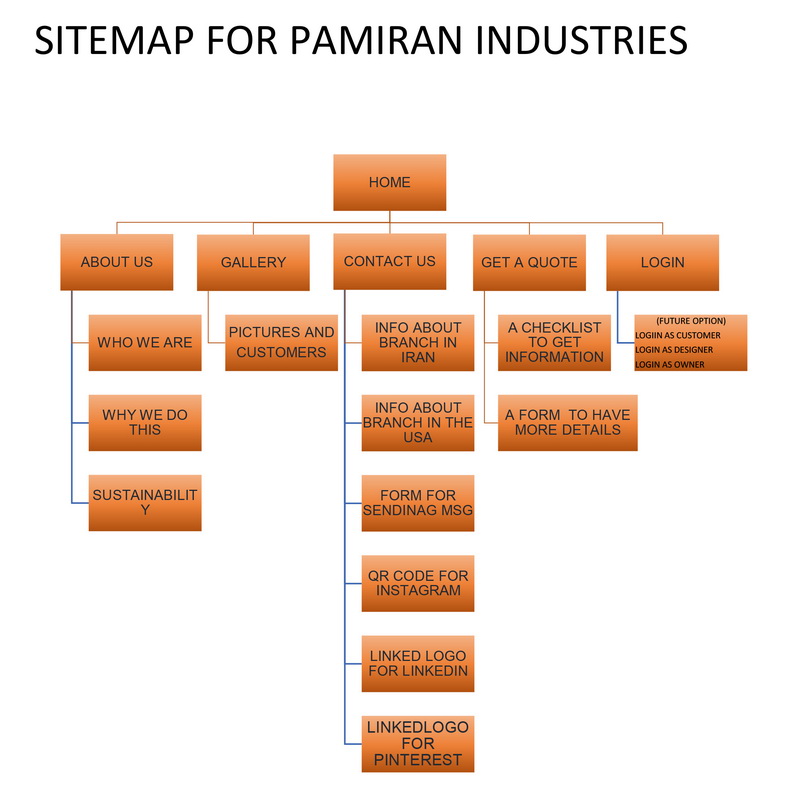 SITEMAP FOR PAMIRAN INDUSTRIES
HOME
ABOUT US
GALLERY
CONTACT US
GET A QUOTE
LOGIN
WHO WE ARE
WHY WE DO
THIS
SUSTAINABILIT
Y
PICTURES AND
CUSTOMERS
INFO ABOUT
BRANCH IN
IRAN
INFO ABOUT
BRANCH IN THE
USA
FORM FOR
SENDINAG MSG
QR CODE FOR
INSTAGRAM
LINKED LOGO
FOR LINKEDIN
LINKEDLOGO
FOR
PINTEREST
A CHECKLIST
TO GET
INFORMATION
A FORM  TO HAVE
MORE DETAILS
(FUTURE OPTION)
LOGIIN AS CUSTOMER
LOGIN AS DESIGNER
LOGIN AS OWNER